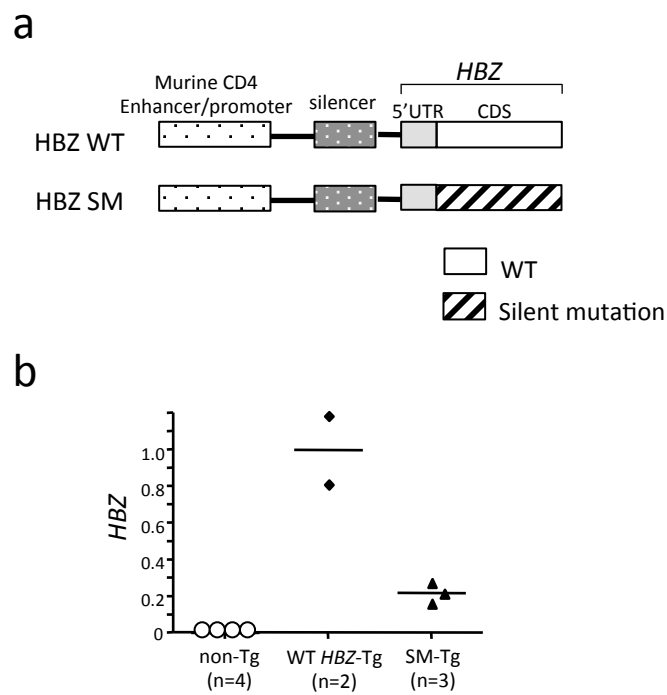 a
HBZ
Murine CD4
Enhancer/promoter silencer 5'UTR CDS
HBZ WT
HBZ SM
WT
Silent mutation
b
1.0
0.8
0.6
0.4
0.2
0
HBZ
non-Tg WT HBZ-Tg SM-Tg
(n=4) (n=2) (n=3)